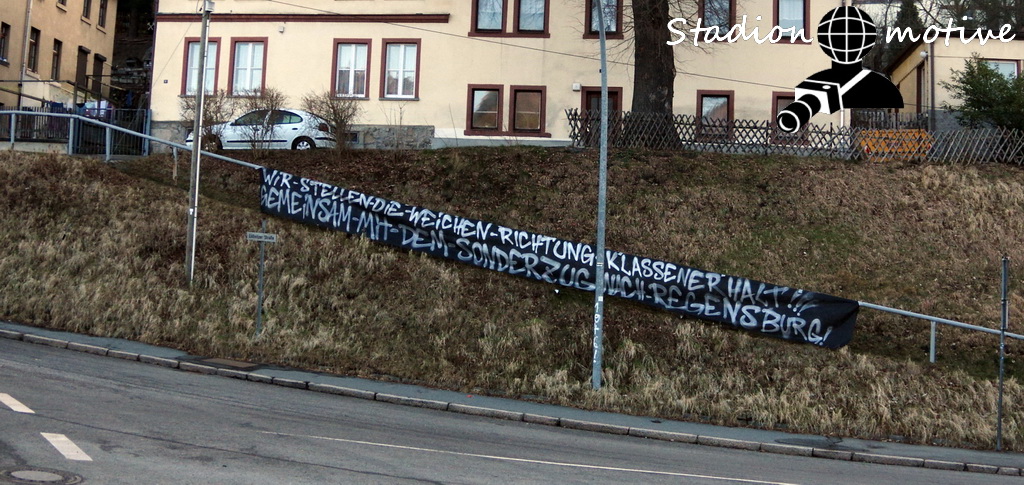 Stadion motive
WIR-STELLEN-DIE-WEICHEN-RICHTUNG-KLASSENERHALT!!!
GEMEINSAM-MIT-DEM-SONDERZUG-NACH-REGENSBURG!